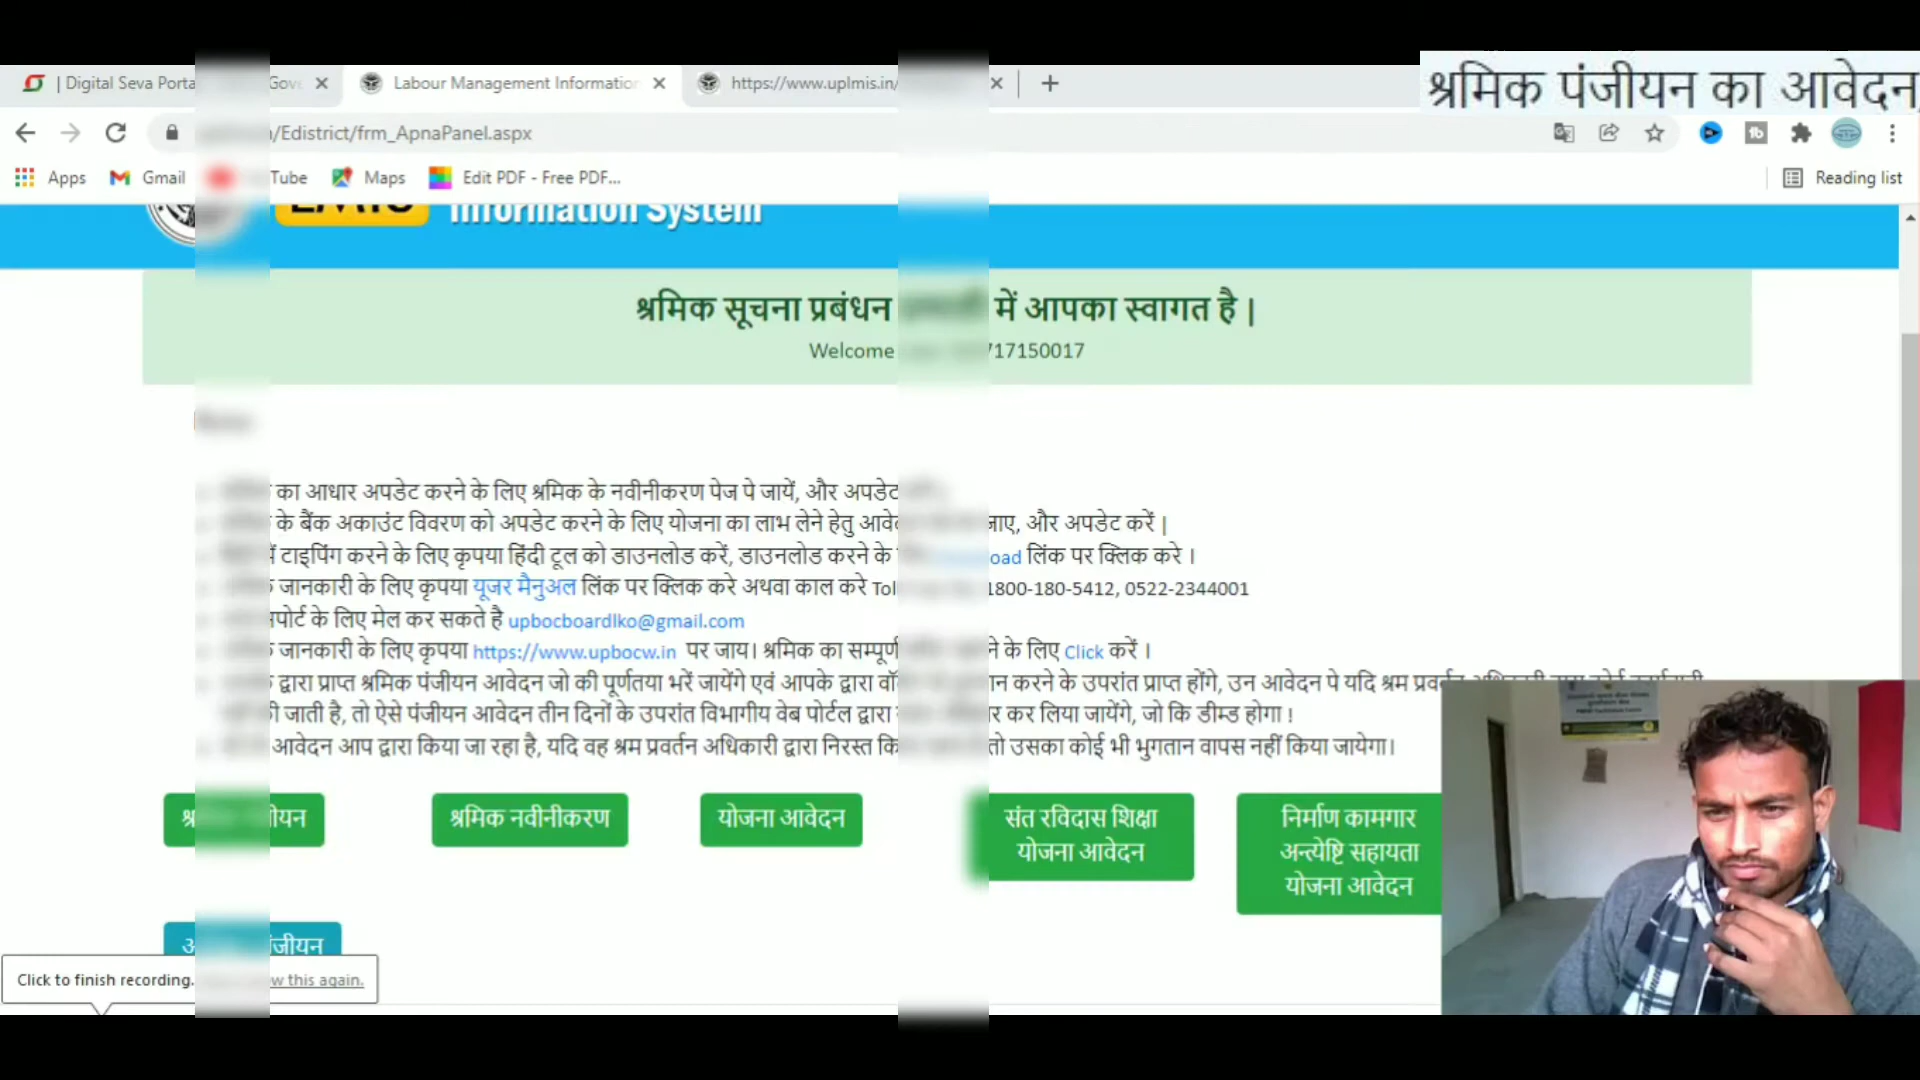 श्रमिक पंजीयन का आवेदन
| Digital Seva Porta
Labour Management Information
https://www.uplmis.in/
/Edistrict/frm_ApnaPanel.aspx
Apps
Gmail
Tube
Maps
Edit PDF - Free PDF...
Reading list
Information System
श्रमिक सूचना प्रबंधन में आपका स्वागत है |
Welcome 717150017
का आधार अपडेट करने के लिए श्रमिक के नवीनीकरण पेज पे जायें, और अपडेट
के बैंक अकाउंट विवरण को अपडेट करने के लिए योजना का लाभ लेने हेतु और अपडेट करें |
टाइपिंग करने के लिए कृपया हिंदी टूल को डाउनलोड करें, डाउनलोड करने के लिंक पर क्लिक करे ।
जानकारी के लिए कृपया यूजर मैनुअल लिंक पर क्लिक करे अथवा काल करे 1800-180-5412, 0522-2344001
के लिए मेल कर सकते है upbocboardlko@gmail.com
जानकारी के लिए कृपया https://www.upbocw.in पर जाय। श्रमिक का सम्पूर्ण के लिए Click करें ।
द्वारा प्राप्त श्रमिक पंजीयन आवेदन जो की पूर्णतया भरें जायेंगे एवं आपके द्वारा करने के उपरांत प्राप्त होंगे, उन आवेदन पे यदि श्रम
जाती है, तो ऐसे पंजीयन आवेदन तीन दिनों के उपरांत विभागीय वेब पोर्टल द्वारा कर लिया जायेंगे, जो कि डीम्ड होगा !
आवेदन आप द्वारा किया जा रहा है, यदि वह श्रम प्रवर्तन अधिकारी द्वारा निरस्त तो उसका कोई भी भुगतान वापस नहीं किया जायेगा।
श्रमिक नवीनीकरण
योजना आवेदन
संत रविदास शिक्षा
योजना आवेदन
निर्माण कामगार
अन्त्येष्टि सहायता
योजना आवेदन
Click to finish recording.
this again.